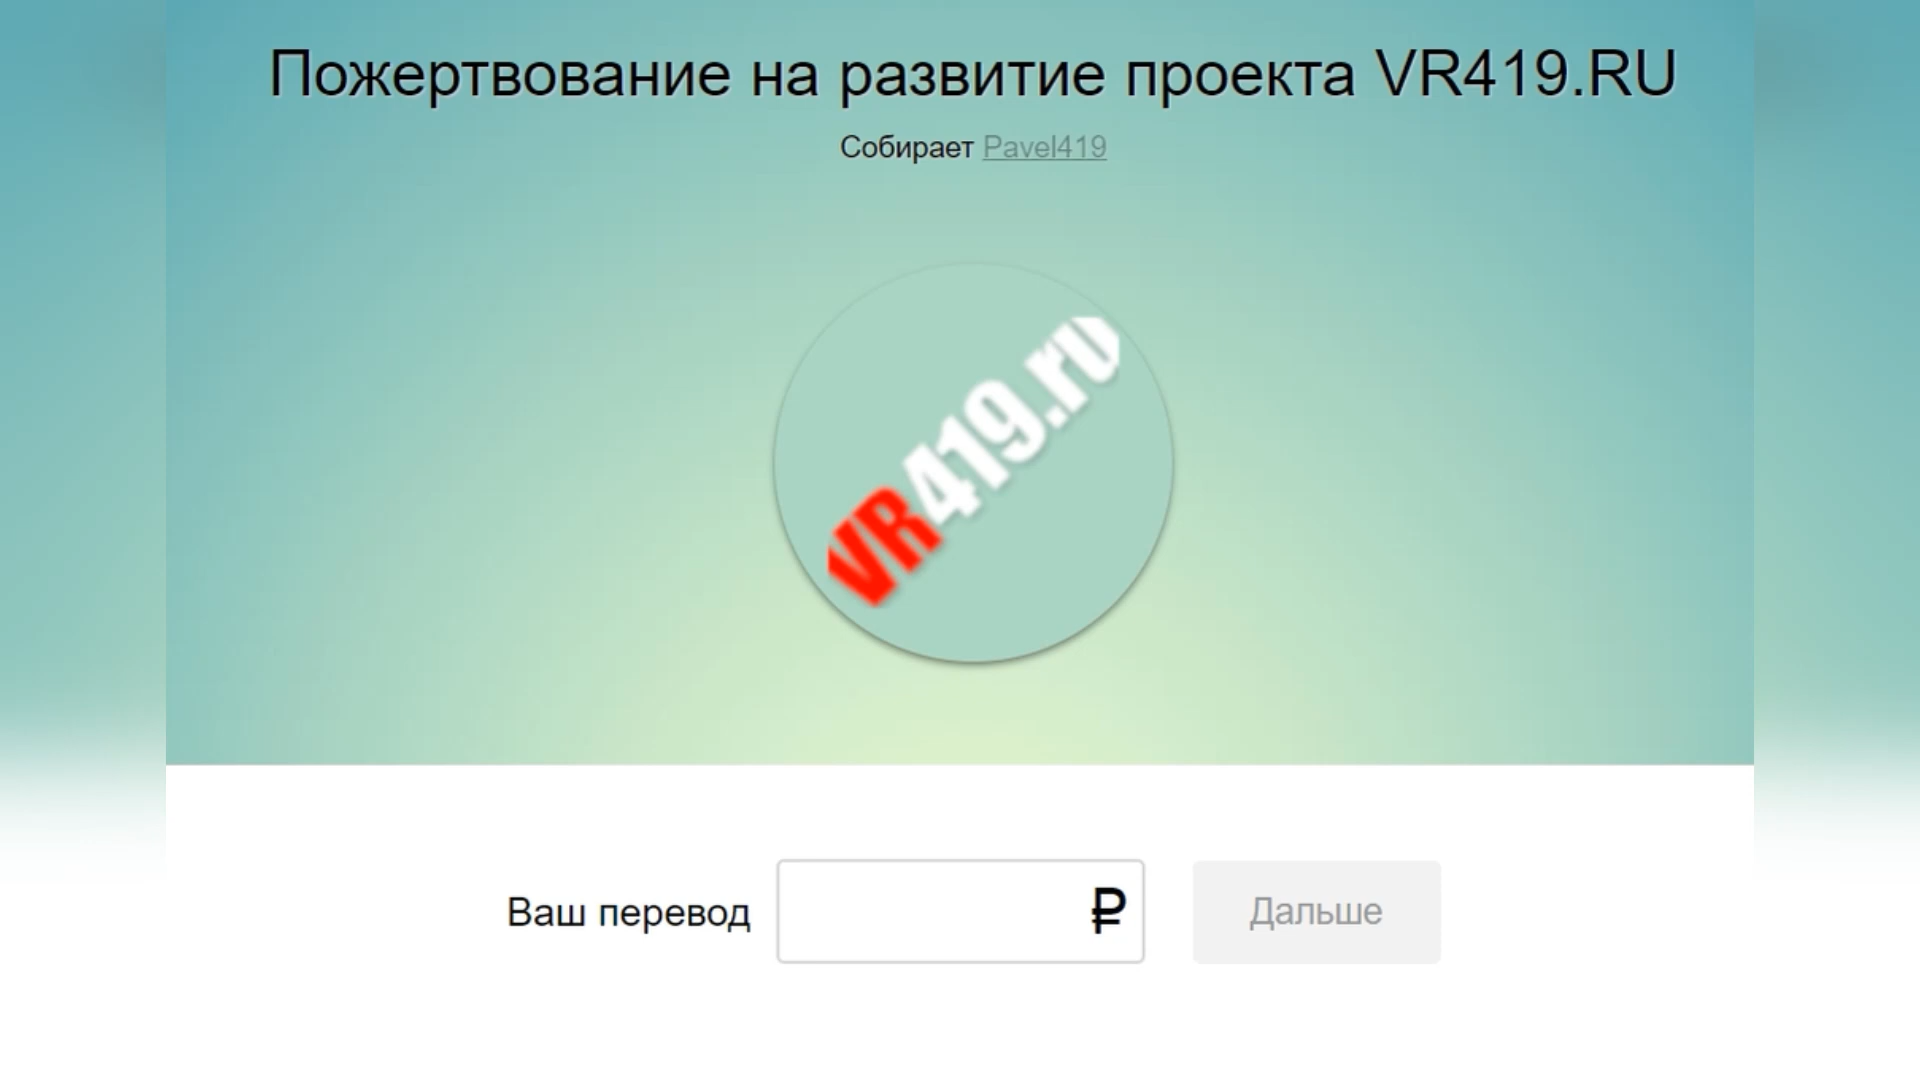 Пожертвование на развитие проекта VR419.RU
Собирает Pavel419
VR419.ru
Ваш перевод ₽ Дальше